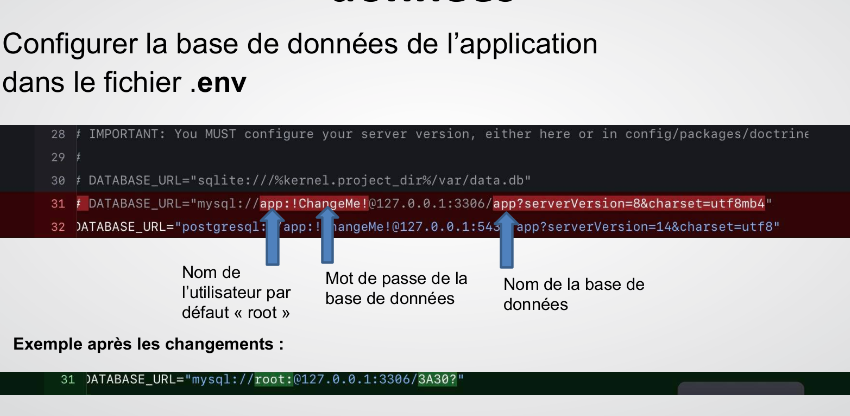 données
Configurer la base de données de l’application
dans le fichier .env
28 # IMPORTANT: You MUST configure your server version, either here or in config/packages/doctrine
29 #
30 # DATABASE_URL="sqlite:///%kernel.project_dir%/var/data.db"
31 # DATABASE_URL="mysql://app:!ChangeMe!@127.0.0.1:3306/app?serverVersion=8&charset=utf8mb4"
32 DATABASE_URL="postgresql://app:!ChangeMe!@127.0.0.1:543 app?serverVersion=14&charset=utf8"
Nom de
l’utilisateur par
défaut « root »
Mot de passe de la
base de données
Nom de la base de
données
Exemple après les changements :
31 DATABASE_URL="mysql://root:@127.0.0.1:3306/3A30?"